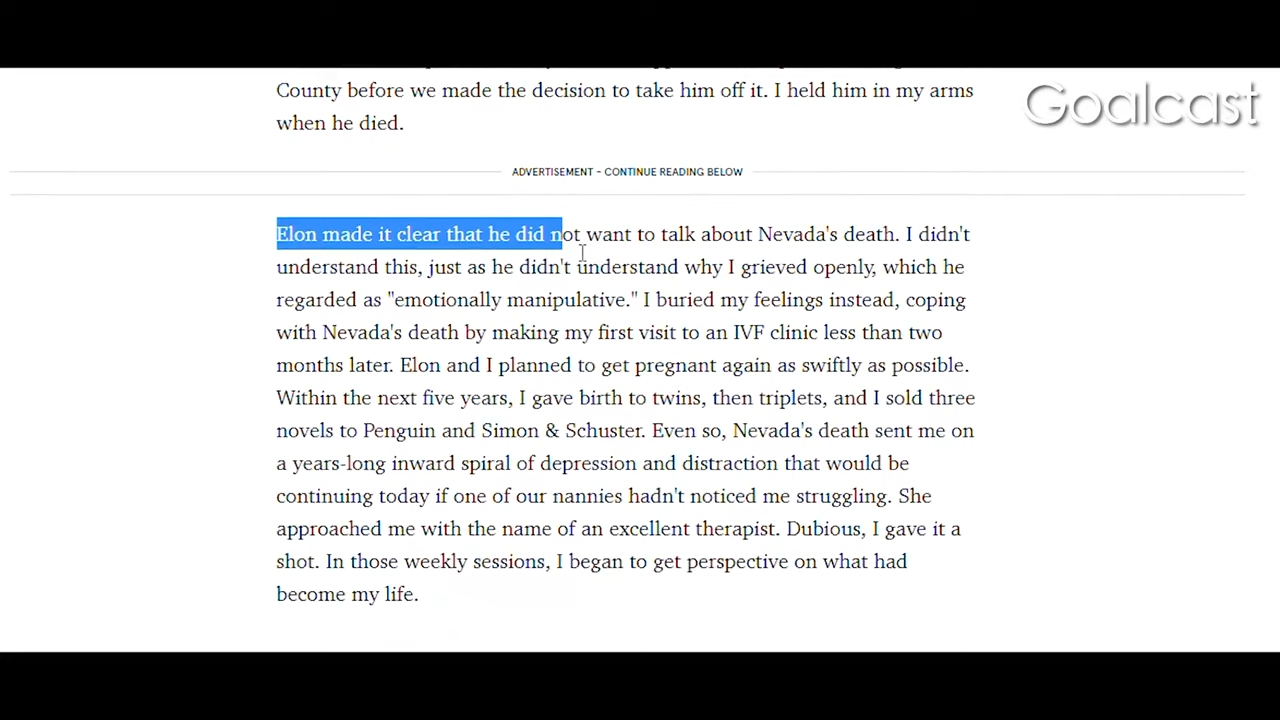 Goalcast
County before we made the decision to take him off it. I held him in my arms
when he died.
ADVERTISEMENT - CONTINUE READING BELOW
Elon made it clear that he did not want to talk about Nevada's death. I didn't
understand this, just as he didn't understand why I grieved openly, which he
regarded as "emotionally manipulative." I buried my feelings instead, coping
with Nevada's death by making my first visit to an IVF clinic less than two
months later. Elon and I planned to get pregnant again as swiftly as possible.
Within the next five years, I gave birth to twins, then triplets, and I sold three
novels to Penguin and Simon & Schuster. Even so, Nevada's death sent me on
a years-long inward spiral of depression and distraction that would be
continuing today if one of our nannies hadn't noticed me struggling. She
approached me with the name of an excellent therapist. Dubious, I gave it a
shot. In those weekly sessions, I began to get perspective on what had
become my life.